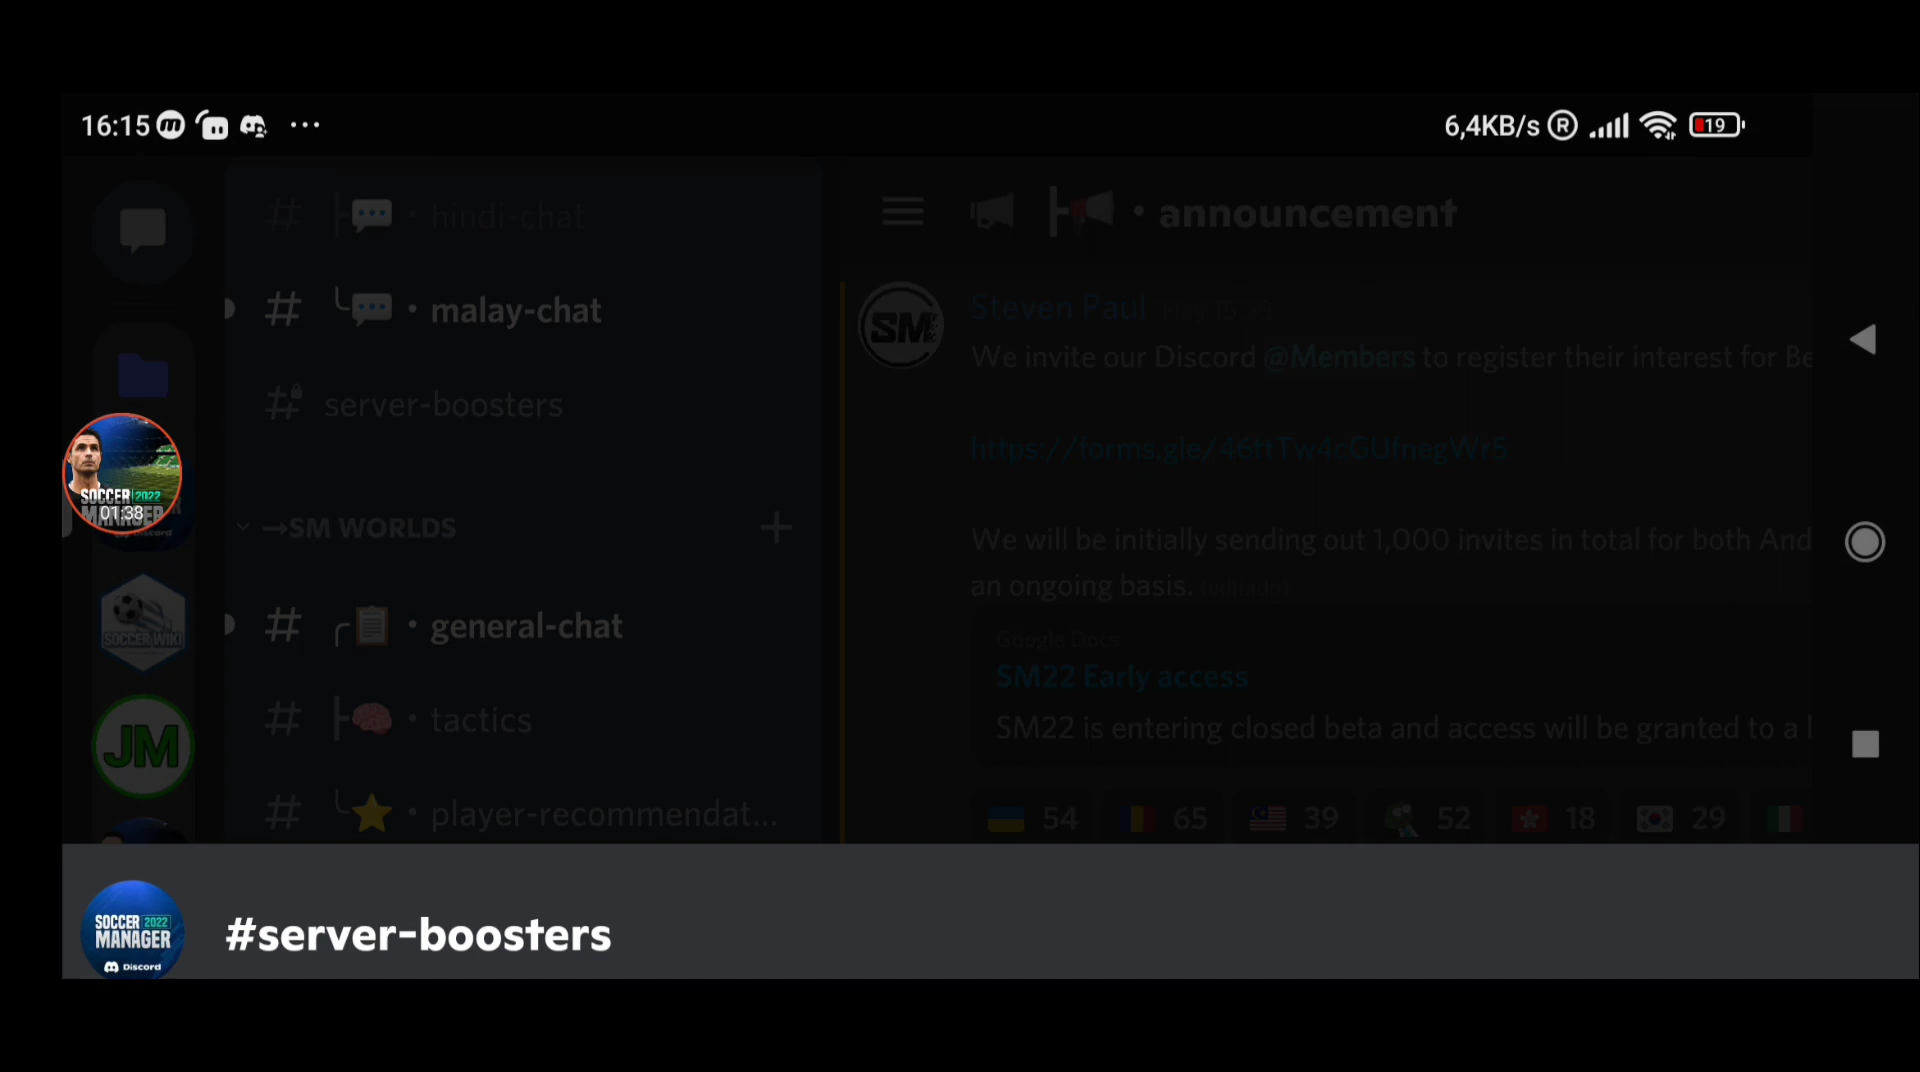 16:15
6,4KB/s R 19
# • hindi-chat
# • malay-chat
# server-boosters
→SM WORLDS +
# • general-chat
# • tactics
# • player-recommendat...
SOCCER 2022
MANAGER
01:38
Discord
SOCCER WIKI
JM
• announcement
SM
Steven Paul
We invite our Discord @Members to register their interest for Be
We will be initially sending out 1,000 invites in total for both And
an ongoing basis.
Google Docs
SM22 Early access
SM22 is entering closed beta and access will be granted to a l
54 65 39 52 18 29
SOCCER 2022
MANAGER
Discord
#server-boosters